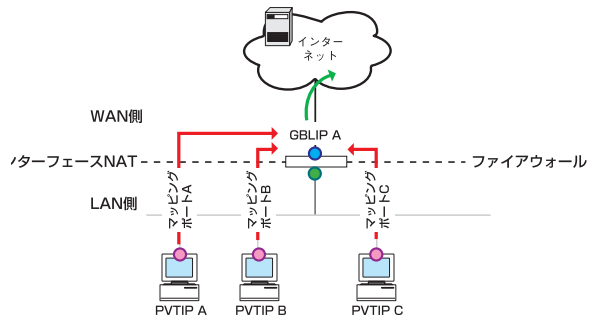 インター
ネット
WAN側
GBLIP A
ンターフェースNAT
ファイアウォール
LAN側
マッピング
ポートA
マッピング
ポートB
マッピング
ポートC
PVTIP A
PVTIP B
PVTIP C